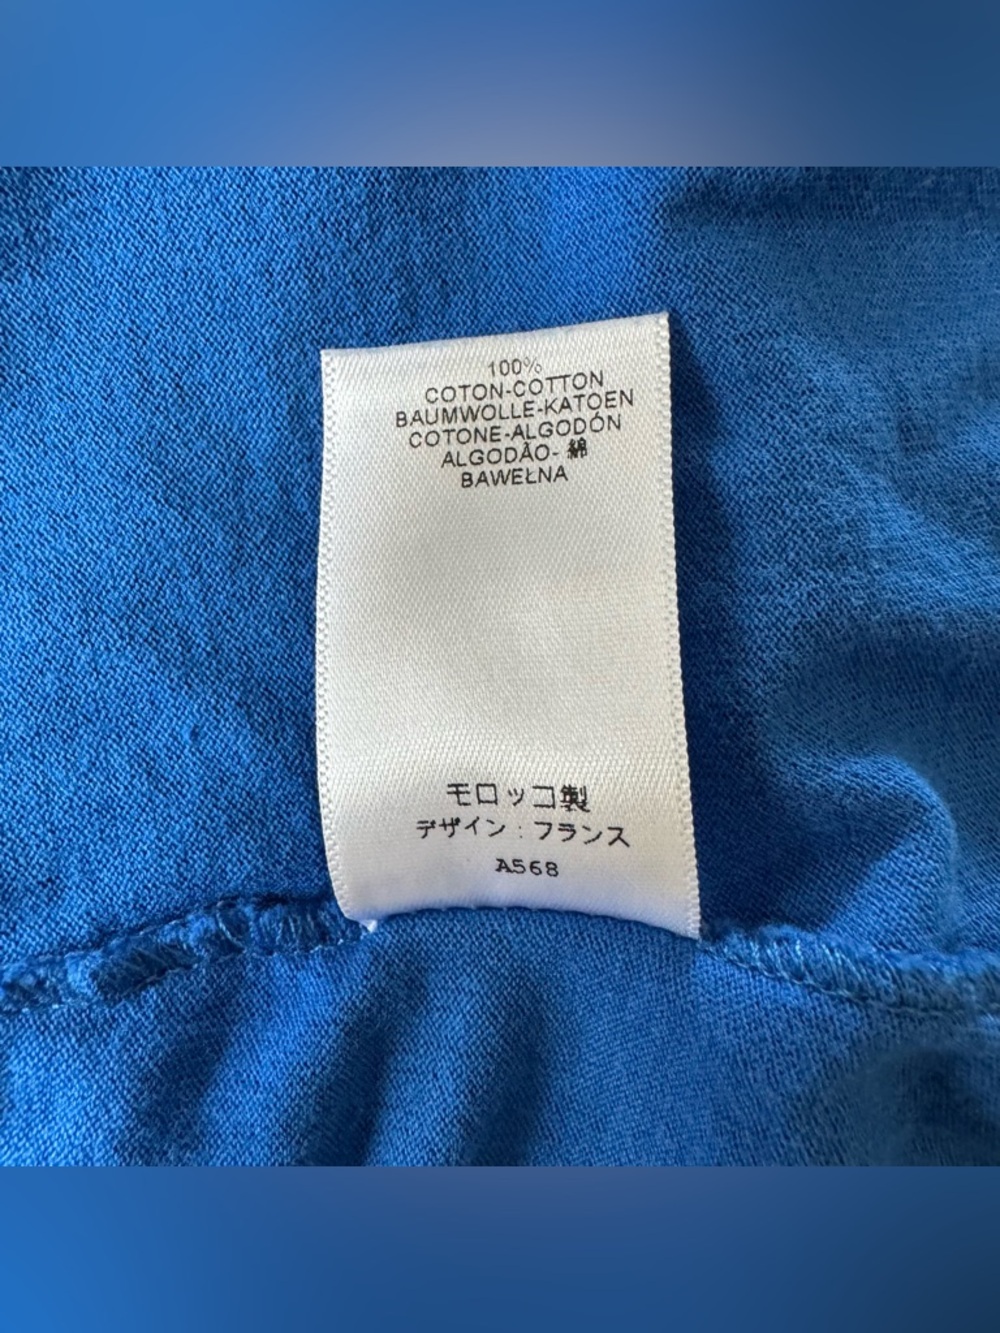 100%
COTON-COTTON
BAUMWOLLE-KATOEN
COTONE-ALGODÓN
ALGODÃO- 綿
BAWEŁNA
モロッコ製
デザイン : フランス
A568